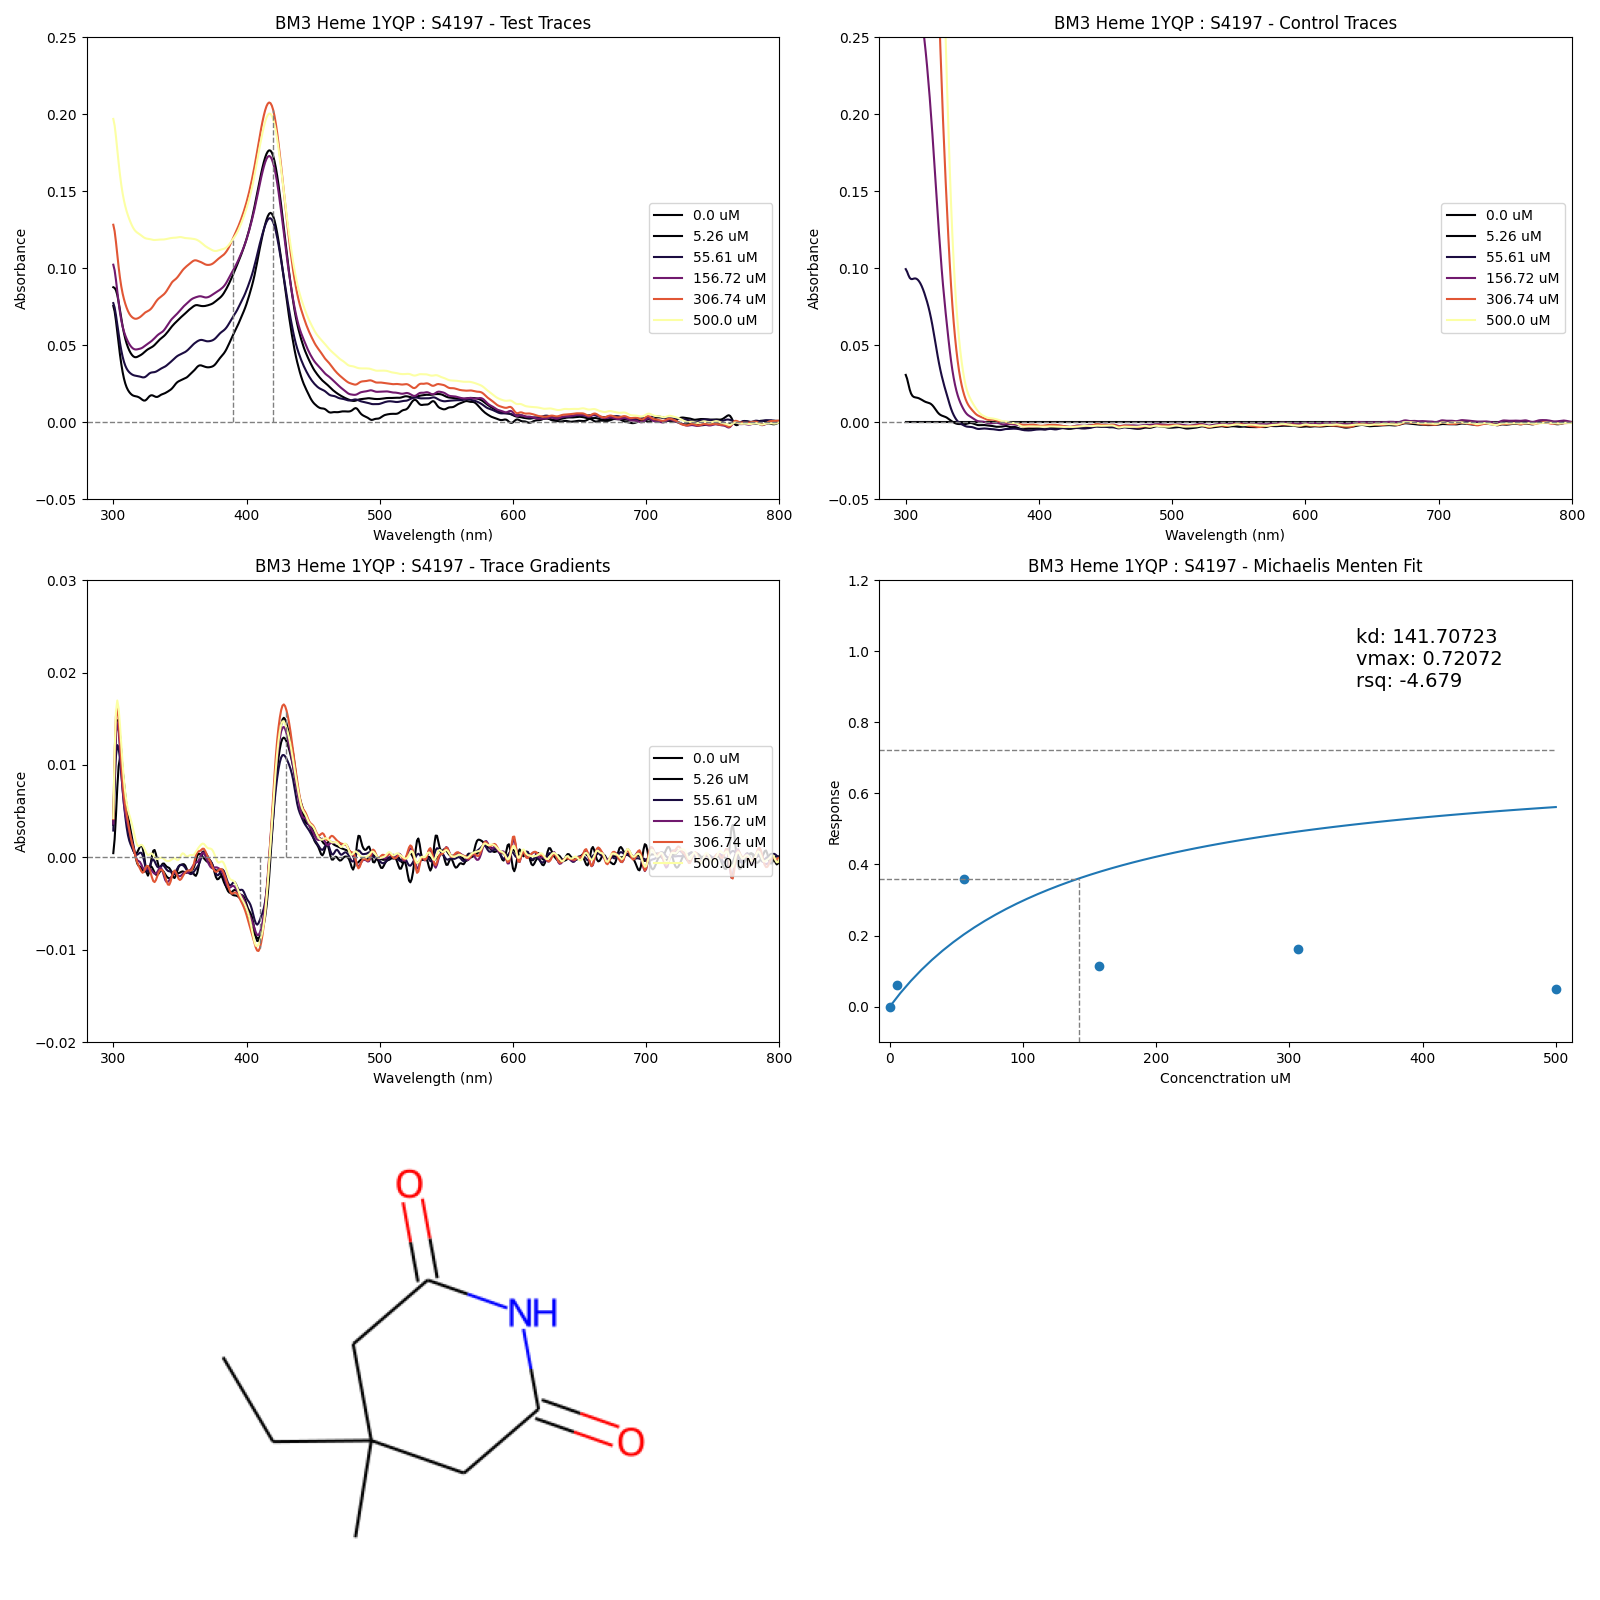 BM3 Heme 1YQP : S4197 - Test Traces
0.25
0.20
0.15
0.10
0.05
0.00
−0.05
Absorbance
0.0 uM
5.26 uM
55.61 uM
156.72 uM
306.74 uM
500.0 uM
300
400
500
600
700
800
Wavelength (nm)
BM3 Heme 1YQP : S4197 - Control Traces
0.25
0.20
0.15
0.10
0.05
0.00
−0.05
Absorbance
0.0 uM
5.26 uM
55.61 uM
156.72 uM
306.74 uM
500.0 uM
300
400
500
600
700
800
Wavelength (nm)
BM3 Heme 1YQP : S4197 - Trace Gradients
0.03
0.02
0.01
0.00
−0.01
−0.02
Absorbance
0.0 uM
5.26 uM
55.61 uM
156.72 uM
306.74 uM
500.0 uM
300
400
500
600
700
800
Wavelength (nm)
BM3 Heme 1YQP : S4197 - Michaelis Menten Fit
1.2
1.0
0.8
0.6
0.4
0.2
0.0
Response
kd: 141.70723
vmax: 0.72072
rsq: -4.679
0
100
200
300
400
500
Concenctration uM
O
NH
O